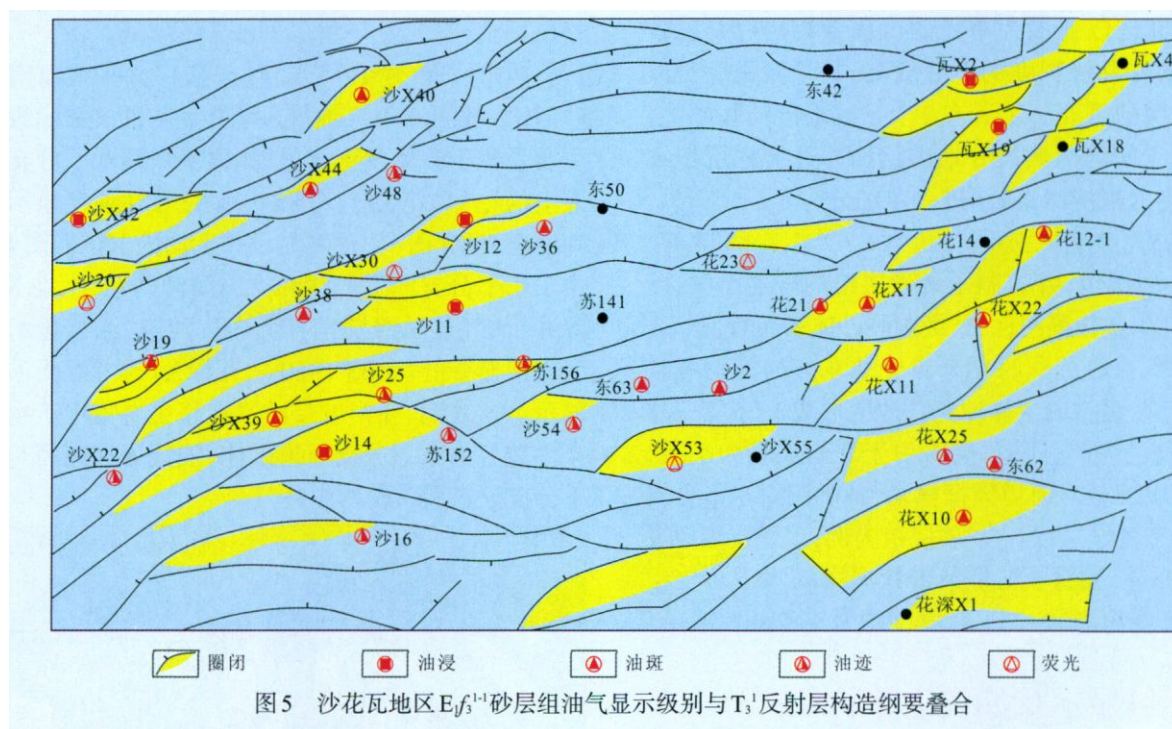 沙X40
东42
瓦X2
瓦X4
瓦X19
瓦X18
沙X44
沙48
沙X42
东50
沙12
沙36
花14
花12-1
沙X30
花23
沙20
沙38
沙11
苏141
花21
花X17
花X22
沙19
苏156
东63
沙2
花X11
沙25
沙X39
沙14
苏152
沙54
沙X53
沙X55
花X25
东62
沙X22
沙16
花X10
花深X1
圈闭 油浸 油斑 油迹 荧光
图5 沙花瓦地区E₁f₃¹⁻¹砂层组油气显示级别与T₃¹反射层构造纲要叠合